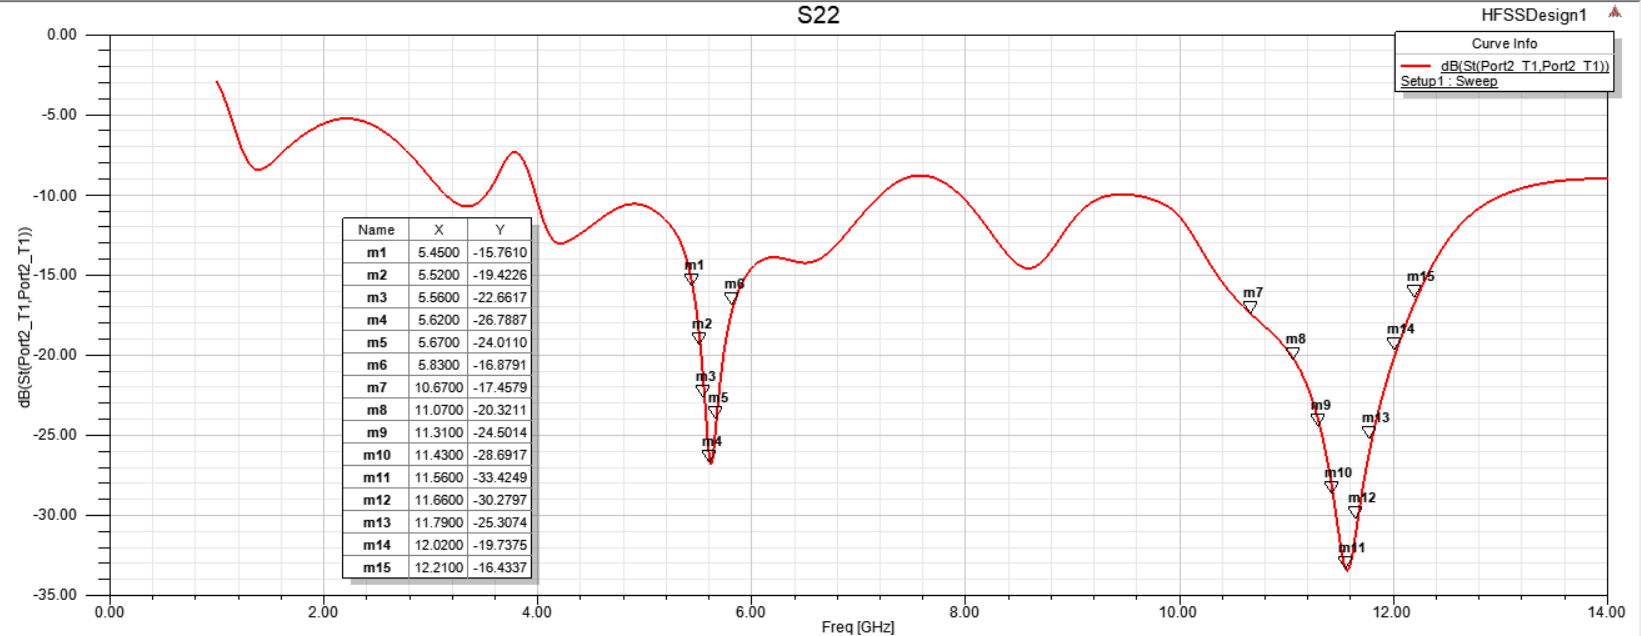 S22
HFSSDesign1
Curve Info
dB(St(Port2_T1,Port2_T1))
Setup1 : Sweep
dB(St(Port2_T1,Port2_T1))
0.00
-5.00
-10.00
-15.00
-20.00
-25.00
-30.00
-35.00
Name X Y
m1 5.4500 -15.7610
m2 5.5200 -19.4226
m3 5.5600 -22.6617
m4 5.6200 -26.7887
m5 5.6700 -24.0110
m6 5.8300 -16.8791
m7 10.6700 -17.4579
m8 11.0700 -20.3211
m9 11.3100 -24.5014
m10 11.4300 -28.6917
m11 11.5600 -33.4249
m12 11.6600 -30.2797
m13 11.7900 -25.3074
m14 12.0200 -19.7375
m15 12.2100 -16.4337
m1
m2
m3
m4
m5
m6
m7
m8
m9
m10
m11
m12
m13
m14
m15
0.00 2.00 4.00 6.00 8.00 10.00 12.00 14.00
Freq [GHz]